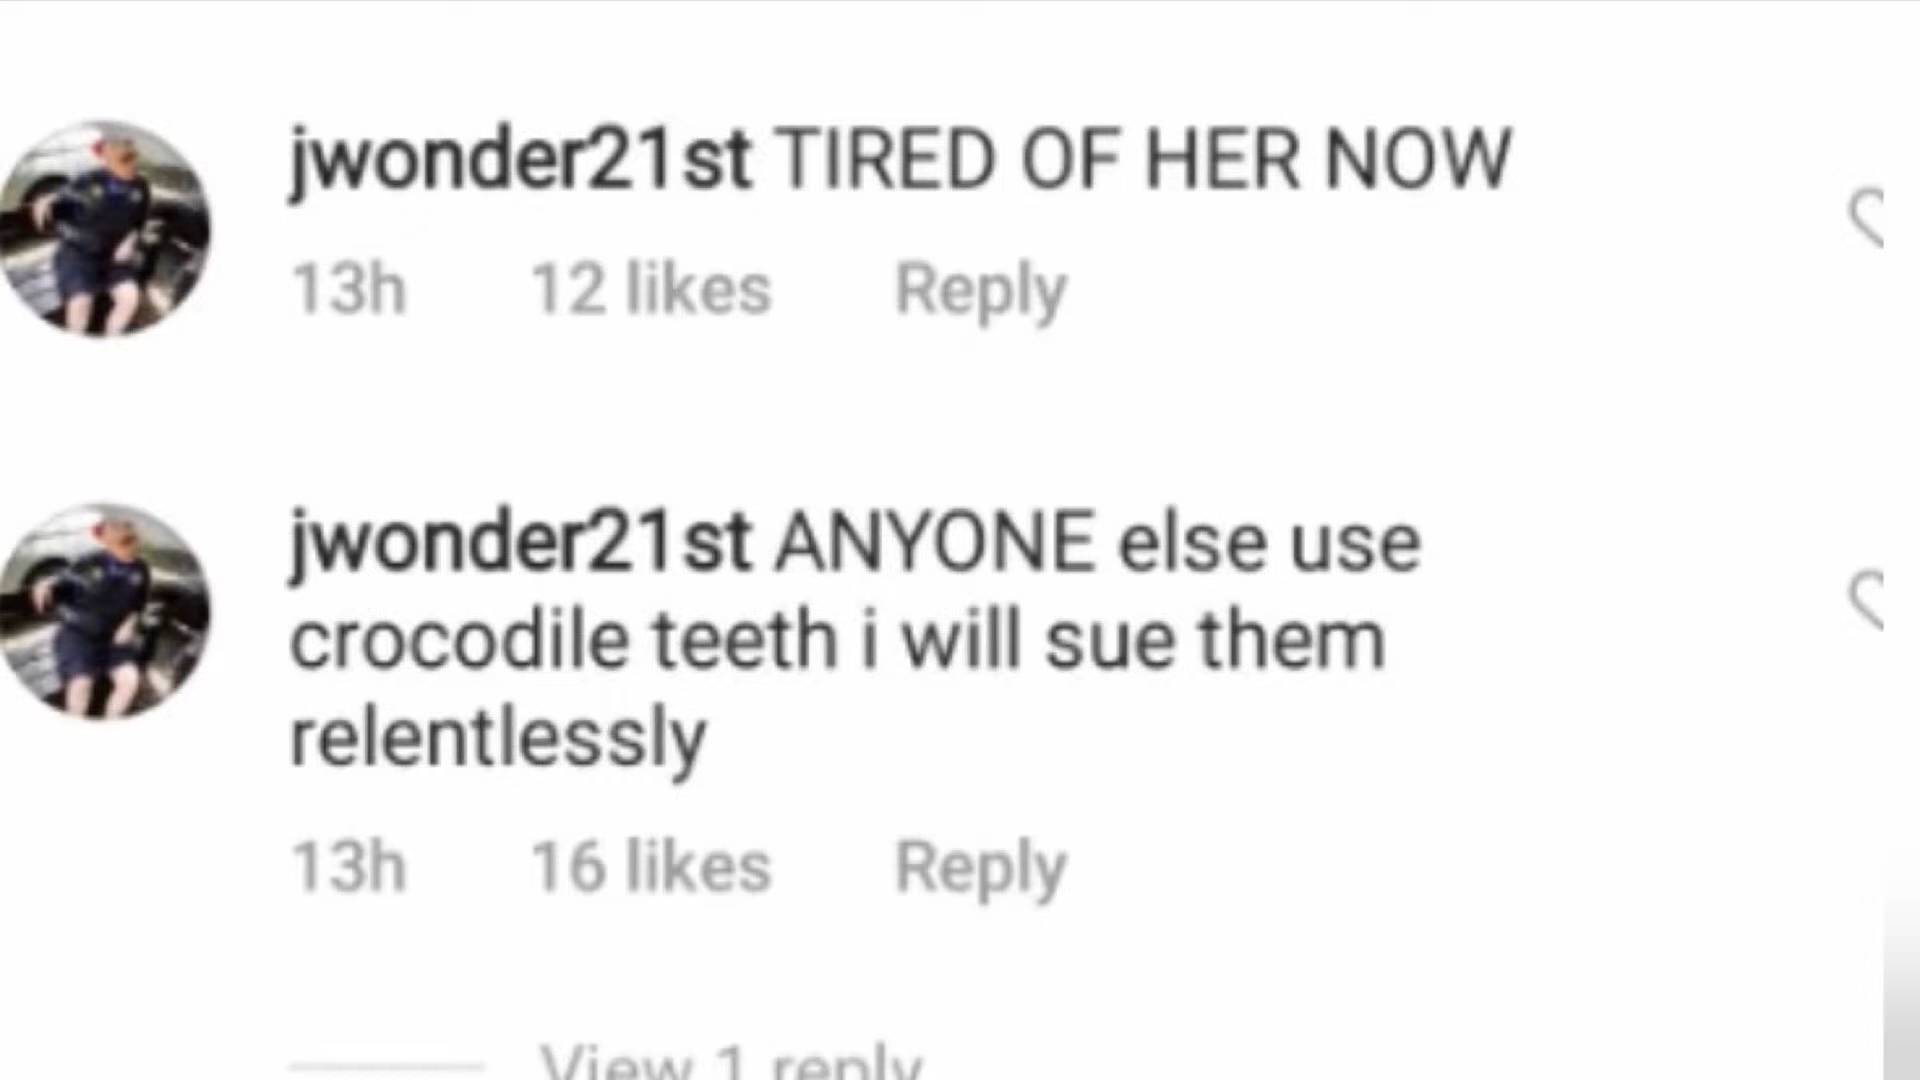 jwonder21st TIRED OF HER NOW
13h 12 likes Reply
jwonder21st ANYONE else use
crocodile teeth i will sue them
relentlessly
13h 16 likes Reply
View 1 reply